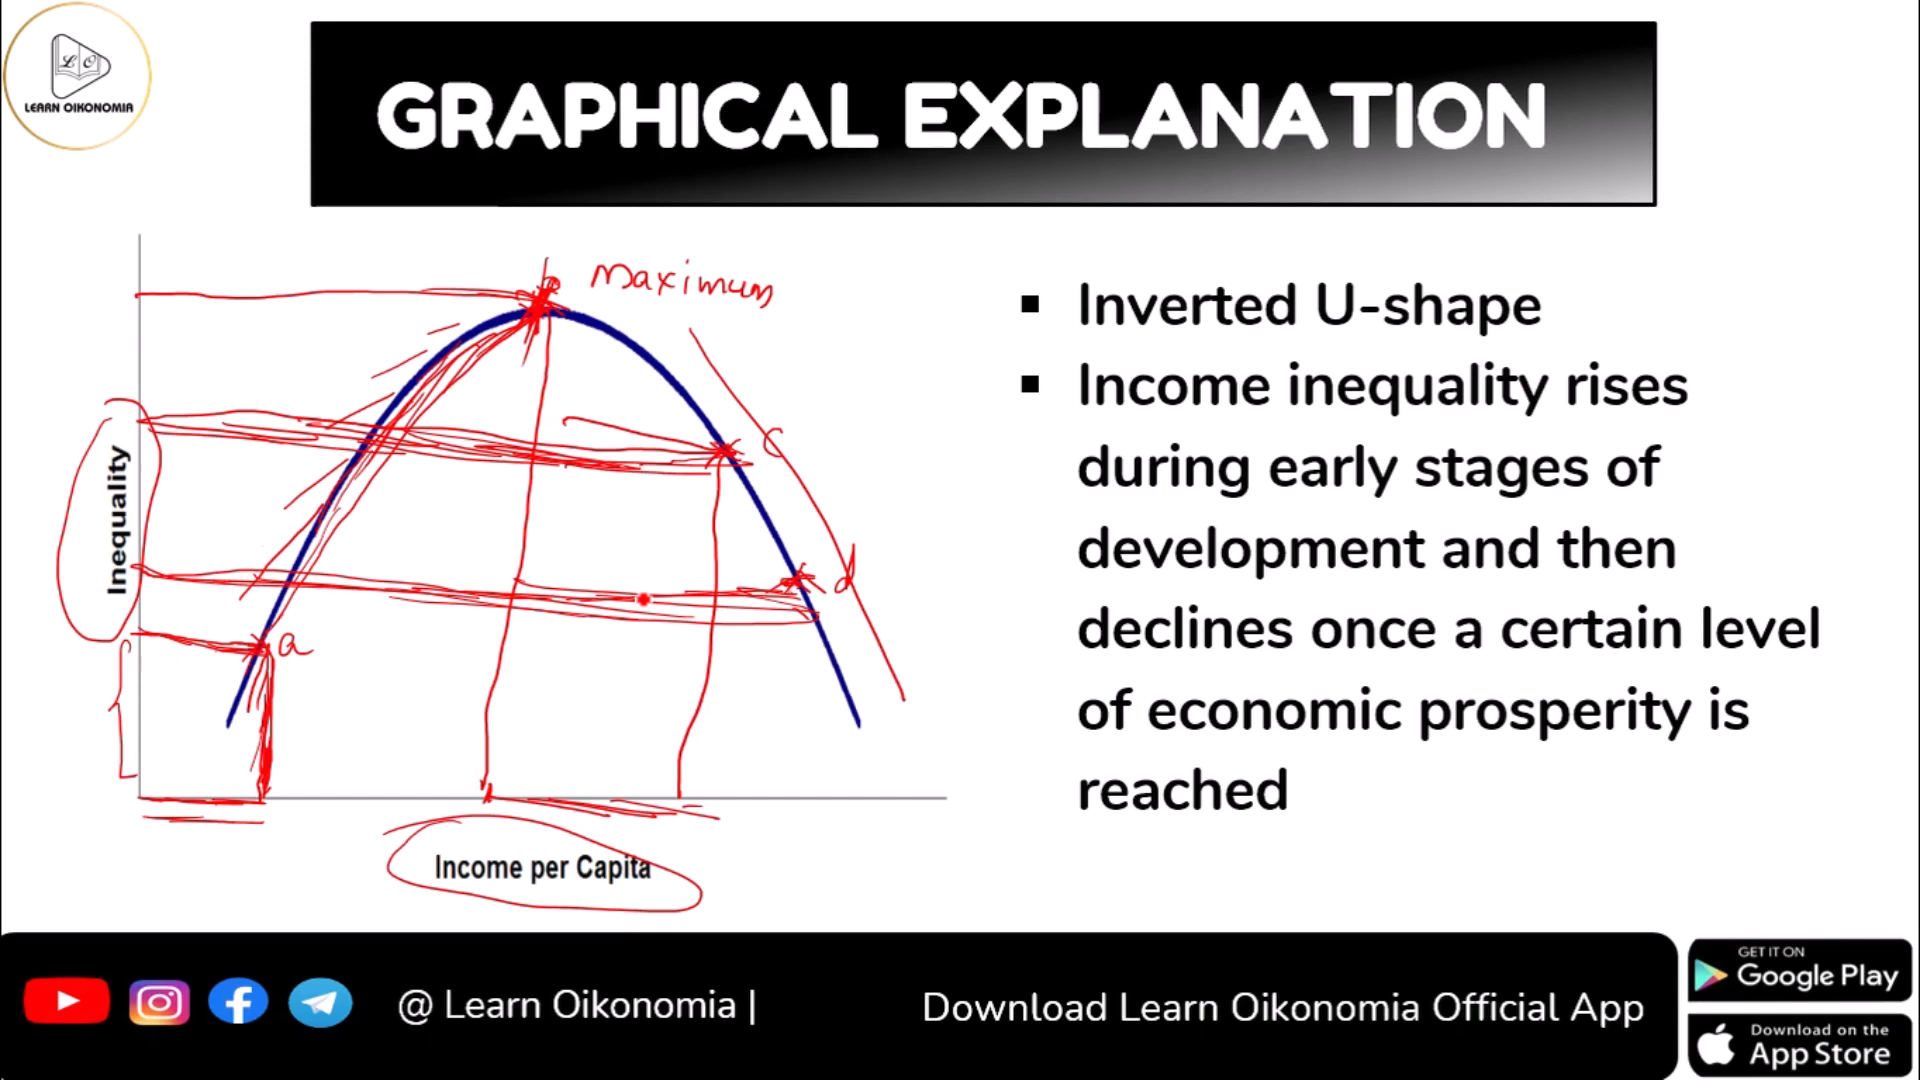 LO
LEARN OIKONOMIA
GRAPHICAL EXPLANATION
Maximum
C
d
a
Inequality
Income per Capita
▪ Inverted U-shape
▪ Income inequality rises
during early stages of
development and then
declines once a certain level
of economic prosperity is
reached
@ Learn Oikonomia |
Download Learn Oikonomia Official App
GET IT ON
Google Play
Download on the
App Store